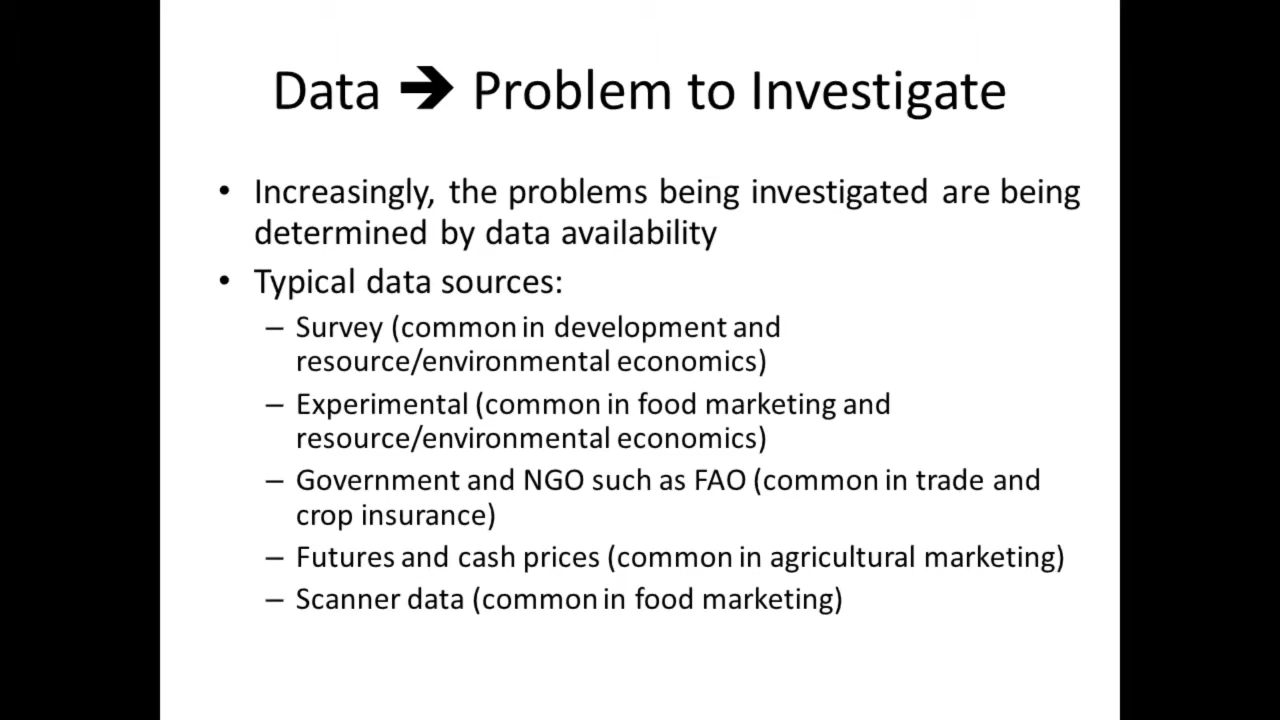 Data ➔ Problem to Investigate
• Increasingly, the problems being investigated are being
determined by data availability
• Typical data sources:
– Survey (common in development and
resource/environmental economics)
– Experimental (common in food marketing and
resource/environmental economics)
– Government and NGO such as FAO (common in trade and
crop insurance)
– Futures and cash prices (common in agricultural marketing)
– Scanner data (common in food marketing)